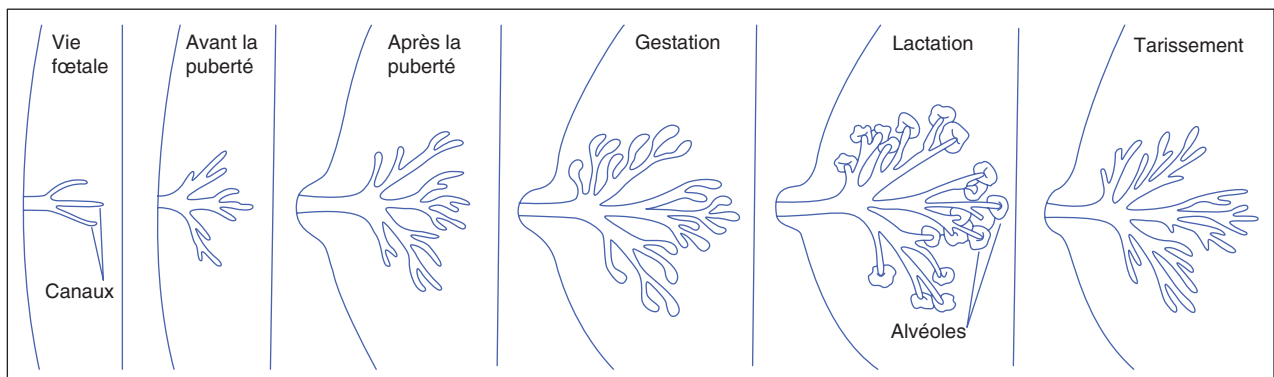 Vie
fœtale
Avant la
puberté
Après la
puberté
Gestation
Lactation
Tarissement
Canaux
Alvéoles